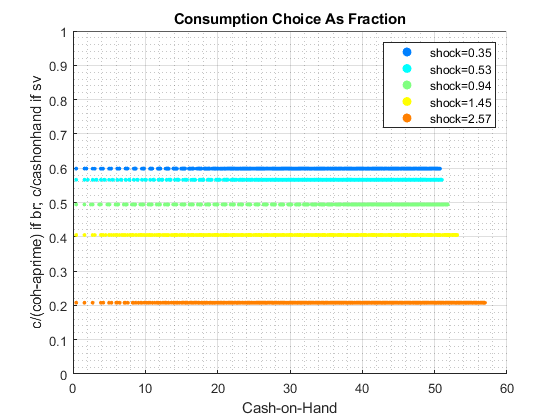 Consumption Choice As Fraction
c/(coh-aprime) if br, c/cashonhand if sv
1
0.9
0.8
0.7
0.6
0.5
0.4
0.3
0.2
0.1
0
shock=0.35
shock=0.53
shock=0.94
shock=1.45
shock=2.57
0 10 20 30 40 50 60
Cash-on-Hand